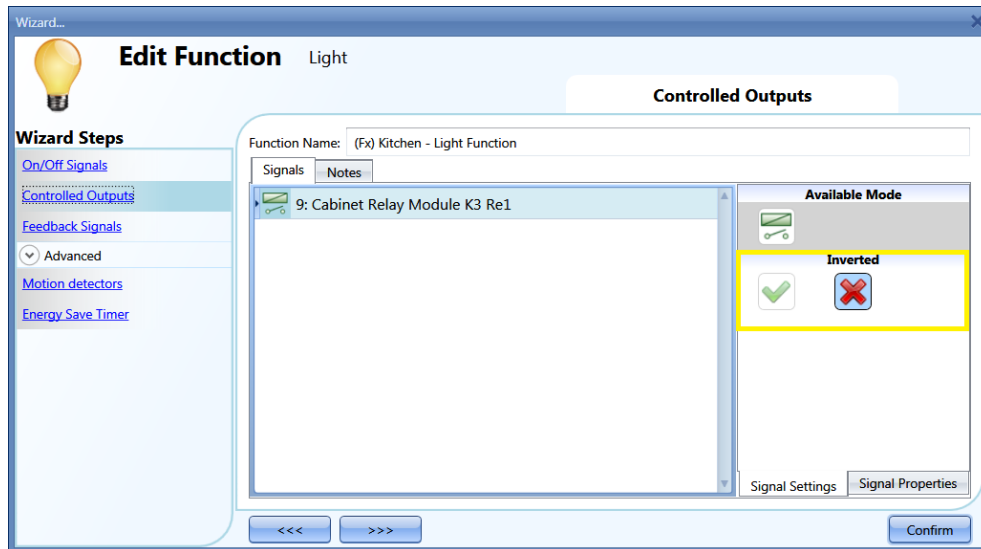 Wizard...
Edit Function Light
Controlled Outputs
Wizard Steps
On/Off Signals
Controlled Outputs
Feedback Signals
Advanced
Motion detectors
Energy Save Timer
Function Name: (Fx) Kitchen - Light Function
Signals Notes
9: Cabinet Relay Module K3 Re1
Available Mode
Inverted
Signal Settings Signal Properties
<<< >>> Confirm